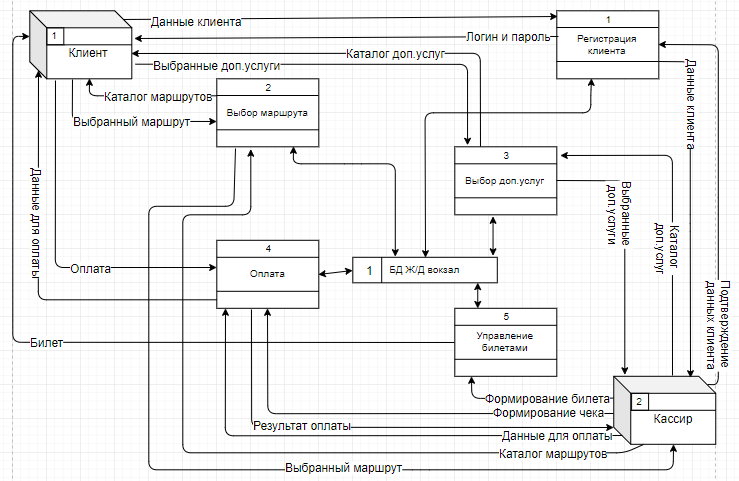 1
Клиент
Данные клиента
Логин и пароль
1
Регистрация
клиента
Каталог доп.услуг
Выбранные доп.услуги
Каталог маршрутов
Выбранный маршрут
2
Выбор маршрута
Данные клиента
3
Выбор доп.услуг
Данные для оплаты
Выбранные
доп.услуги
Каталог
доп.услуг
4
Оплата
Оплата
1
БД Ж/Д вокзал
Подтверждение
данных клиента
5
Управление
билетами
Билет
Формирование билета
Формирование чека
Результат оплаты
Данные для оплаты
Каталог маршрутов
Выбранный маршрут
2
Кассир